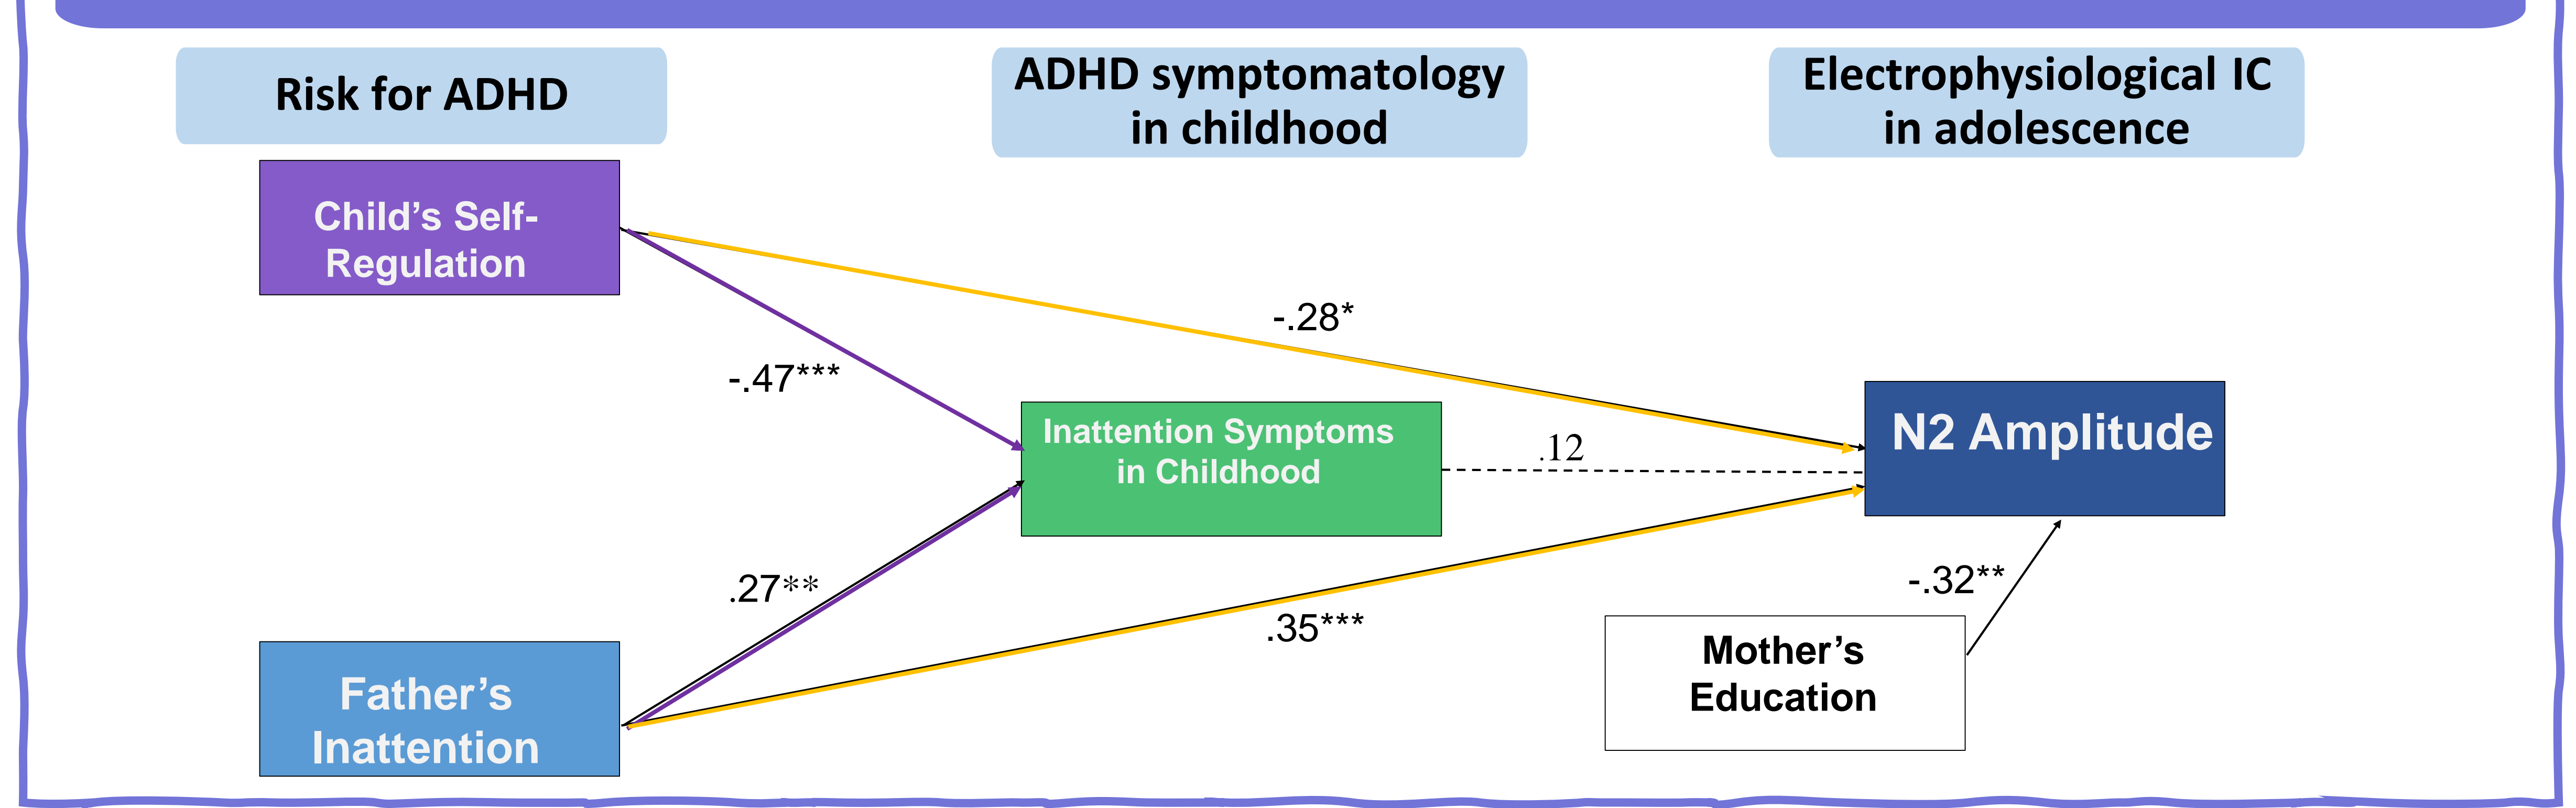 Risk for ADHD
ADHD symptomatology
in childhood
Electrophysiological IC
in adolescence
Child’s Self-
Regulation
-.28*
-.47***
Inattention Symptoms
in Childhood
.12
N2 Amplitude
.27**
.35***
-.32**
Mother’s
Education
Father’s
Inattention